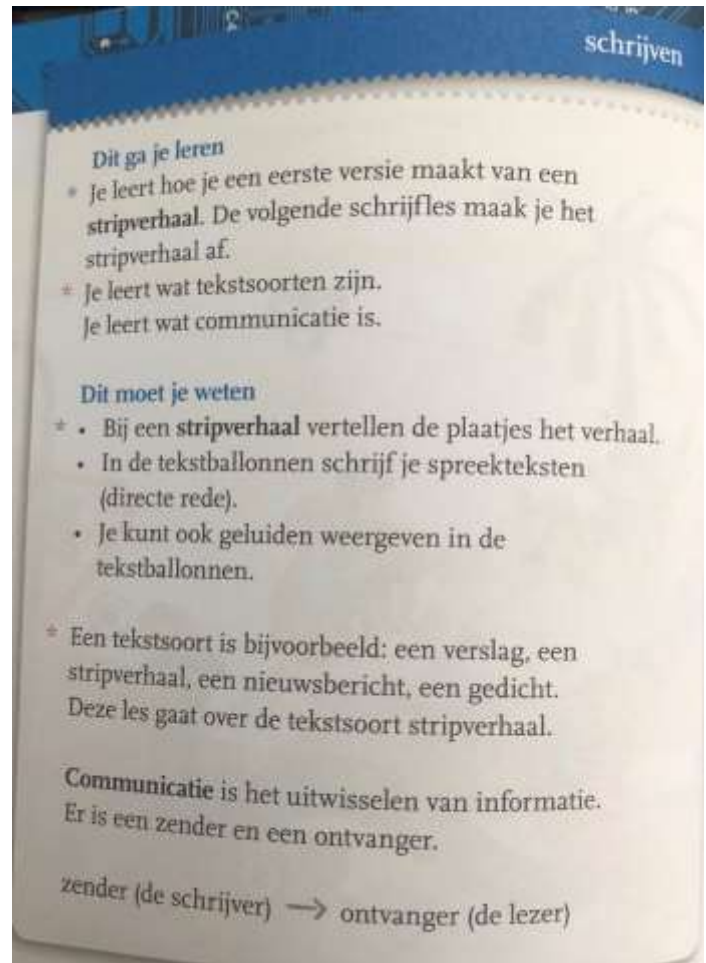 schrijven
Dit ga je leren
* Je leert hoe je een eerste versie maakt van een
stripverhaal. De volgende schrijfles maak je het
stripverhaal af.
* Je leert wat tekstsoorten zijn.
Je leert wat communicatie is.
Dit moet je weten
* • Bij een stripverhaal vertellen de plaatjes het verhaal.
• In de tekstballonnen schrijf je spreekteksten
(directe rede).
• Je kunt ook geluiden weergeven in de
tekstballonnen.
* Een tekstsoort is bijvoorbeeld: een verslag, een
stripverhaal, een nieuwsbericht, een gedicht.
Deze les gaat over de tekstsoort stripverhaal.
Communicatie is het uitwisselen van informatie.
Er is een zender en een ontvanger.
zender (de schrijver) → ontvanger (de lezer)